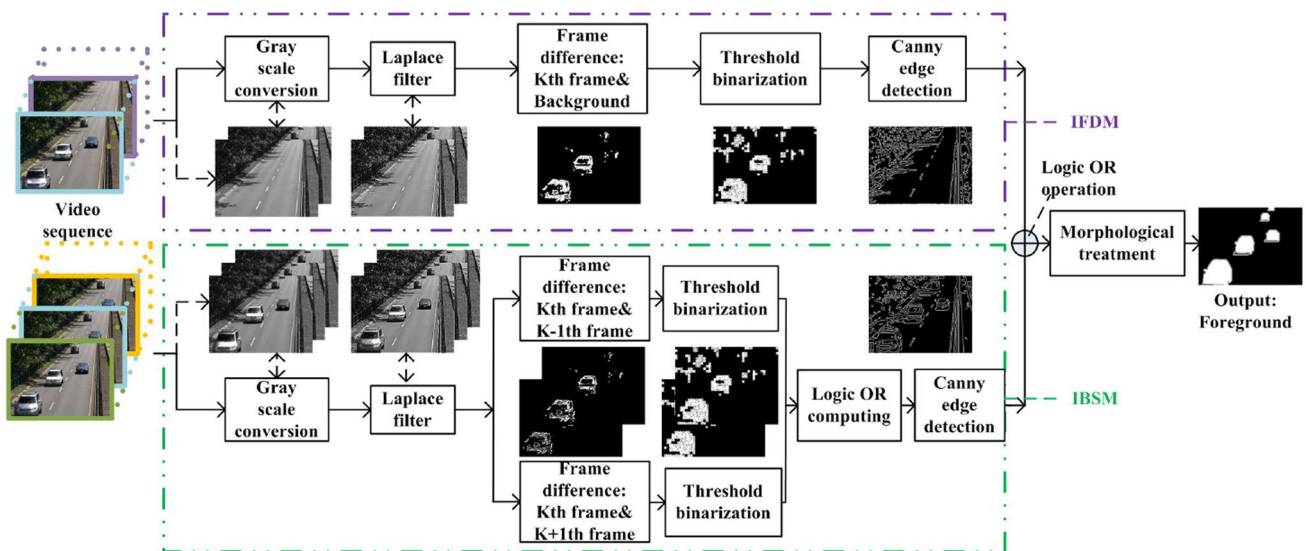 Gray
scale
conversion
Laplace
filter
Frame
difference:
Kth frame&
Background
Threshold
binarization
Canny
edge
detection
IFDM
Video
sequence
Logic OR
operation
Morphological
treatment
Output:
Foreground
Frame
difference:
Kth frame&
K-1th frame
Threshold
binarization
Gray
scale
conversion
Laplace
filter
Logic OR
computing
Canny
edge
detection
IBSM
Frame
difference:
Kth frame&
K+1th frame
Threshold
binarization